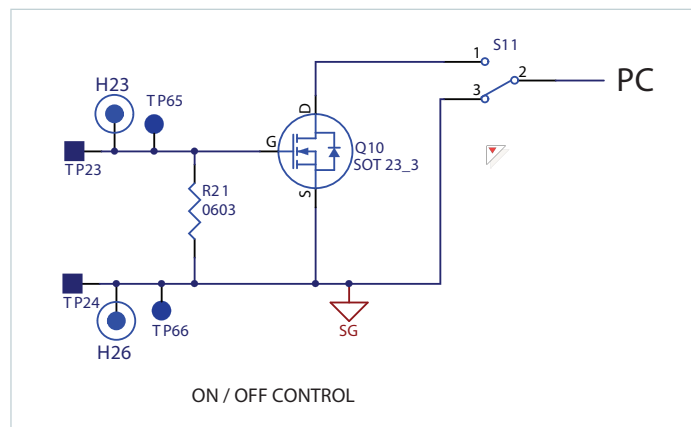 S11
1
2
3
PC
H23
TP65
D
G
Q10
SOT 23_3
TP23
R21
0603
S
TP24
TP66
SG
H26
ON / OFF CONTROL